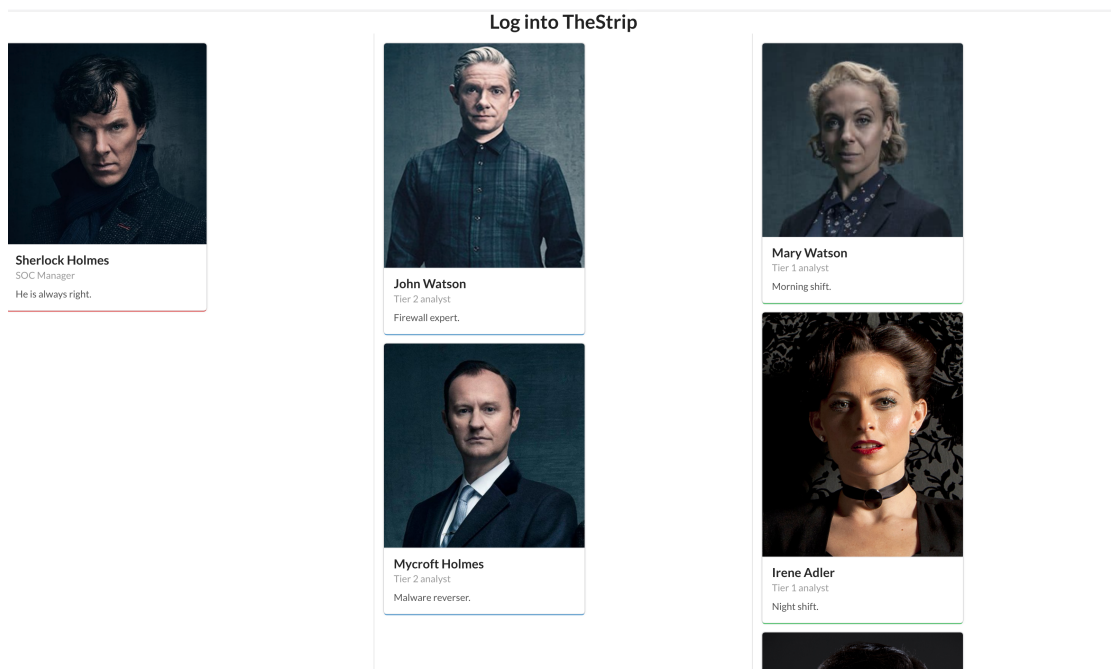 Log into TheStrip
Sherlock Holmes
SOC Manager
He is always right.
John Watson
Tier 2 analyst
Firewall expert.
Mycroft Holmes
Tier 2 analyst
Malware reverser.
Mary Watson
Tier 1 analyst
Morning shift.
Irene Adler
Tier 1 analyst
Night shift.